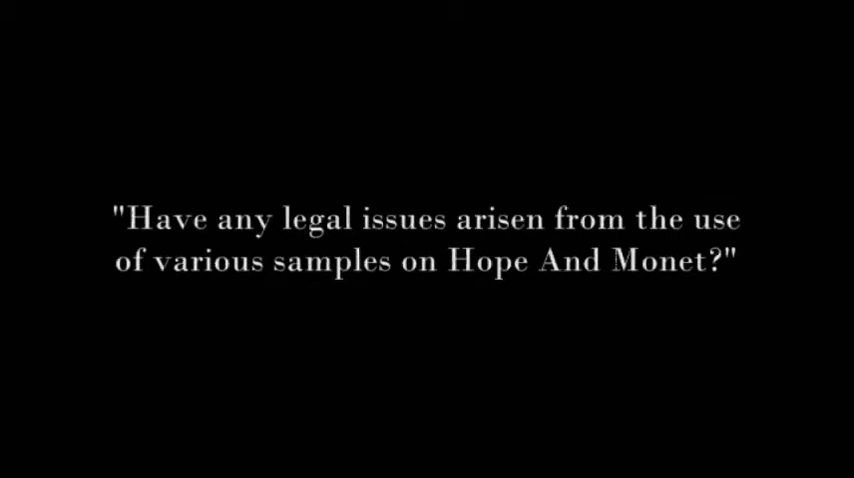 "Have any legal issues arisen from the use
of various samples on Hope And Monet?"